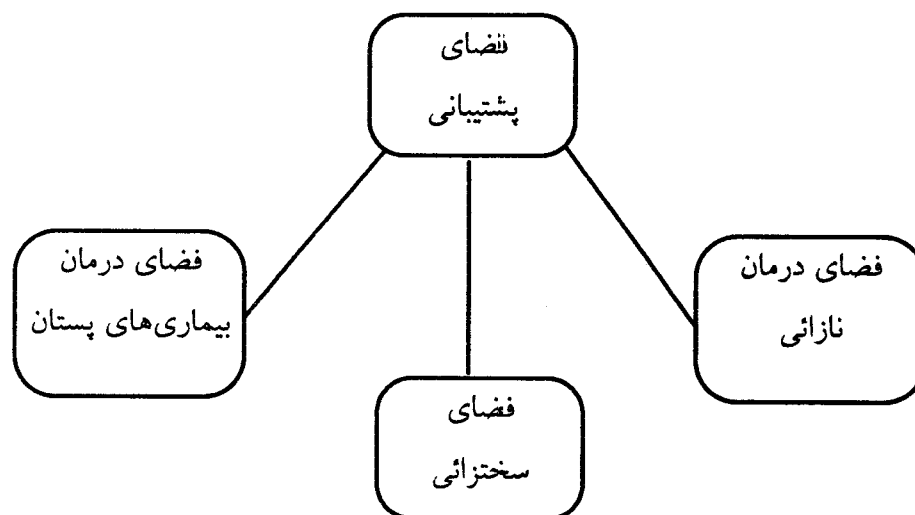 فضای
پشتیبانی
فضای درمان
نازائی
فضای درمان
بیماری‌های پستان
فضای
سختزائی